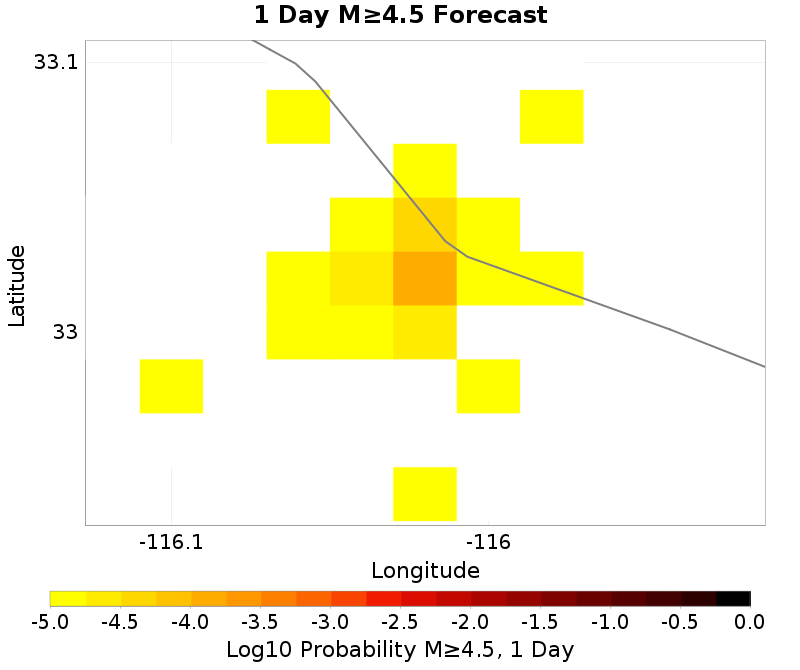 1 Day M≥4.5 Forecast
33.1
Latitude
33
-116.1 -116
Longitude
-5.0 -4.5 -4.0 -3.5 -3.0 -2.5 -2.0 -1.5 -1.0 -0.5 0.0
Log10 Probability M≥4.5, 1 Day